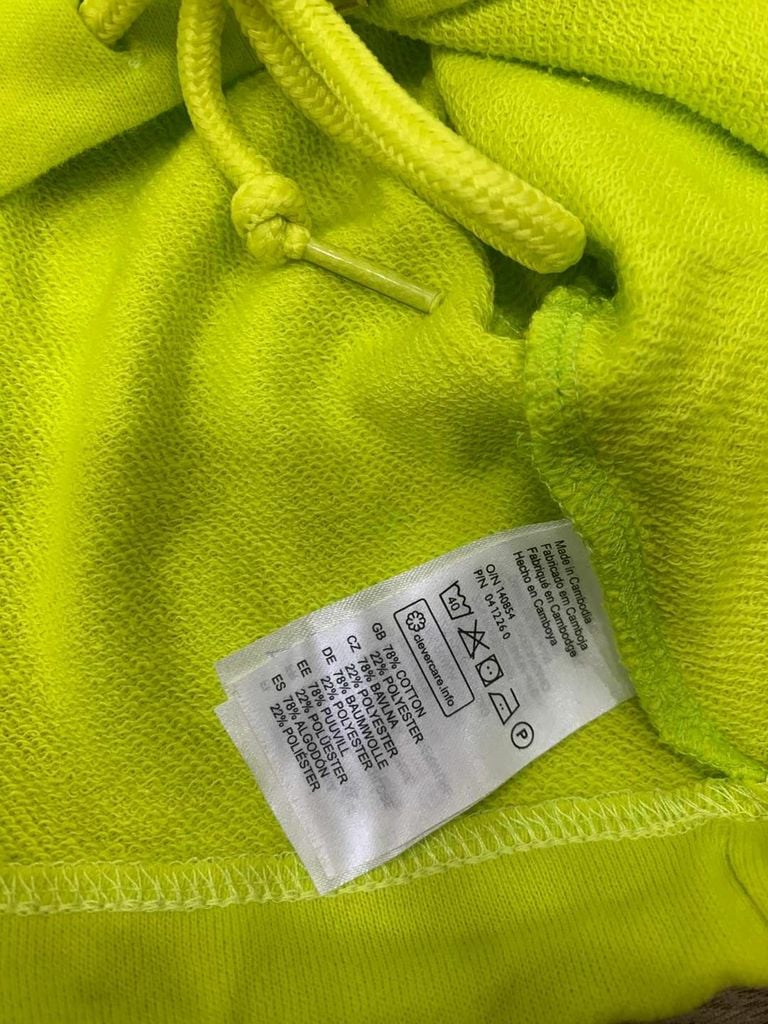 Made in Cambodia
Fabricado em Camboja
Fabriqué en Cambodge
Hecho en Camboya
O/N 140854
P/N 041226 0
40
P
clevercare.info
GB 78% COTTON
22% POLYESTER
CZ 78% BAVLNA
22% POLYESTER
DE 78% BAUMWOLLE
22% POLYESTER
EE 78% PUUVILL
22% POLÜESTER
ES 78% ALGODÓN
22% POLIÉSTER